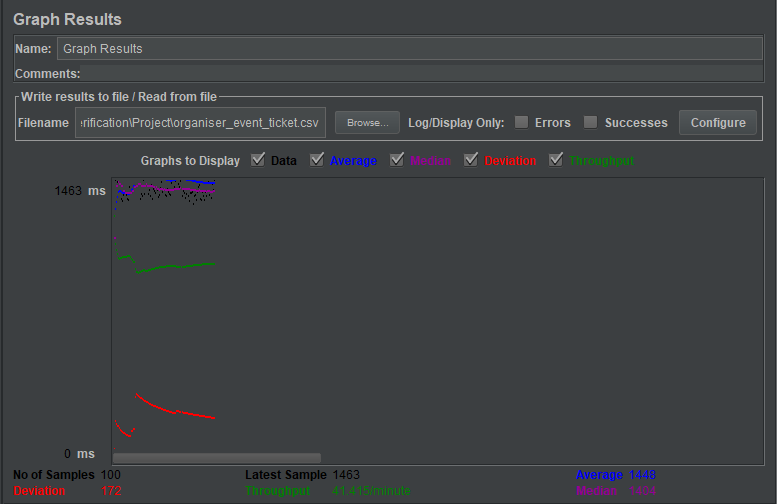 Graph Results
Name: Graph Results
Comments:
Write results to file / Read from file
Filename erification\Project\organiser_event_ticket.csv Browse... Log/Display Only: Errors Successes Configure
Graphs to Display Data Average Median Deviation Throughput
1463 ms
0 ms
No of Samples 100 Latest Sample 1463 Average 1448
Deviation 172 Throughput 41.415/minute Median